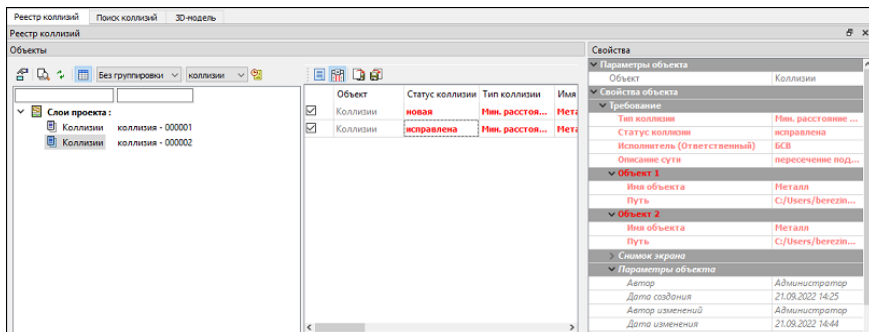 Реестр коллизий Поиск коллизий 3D-модель
Реестр коллизий
Объекты
Без группировки коллизии
Слои проекта :
Коллизии коллизия - 000001
Коллизии коллизия - 000002
Объект Статус коллизии Тип коллизии Имя
Коллизии новая Мин. расстоя... Мета
Коллизии исправлена Мин. расстоя... Мета
Свойства
Параметры объекта
Объект Коллизии
Свойства объекта
Требование
Тип коллизии Мин. расстояние ...
Статус коллизии исправлена
Исполнитель (Ответственный) БСВ
Описание сути пересечение под...
Объект 1
Имя объекта Металл
Путь C:/Users/berezin...
Объект 2
Имя объекта Металл
Путь C:/Users/berezin...
Снимок экрана
Параметры объекта
Автор Администратор
Дата создания 21.09.2022 14:25
Автор изменений Администратор
Дата изменения 21.09.2022 14:44